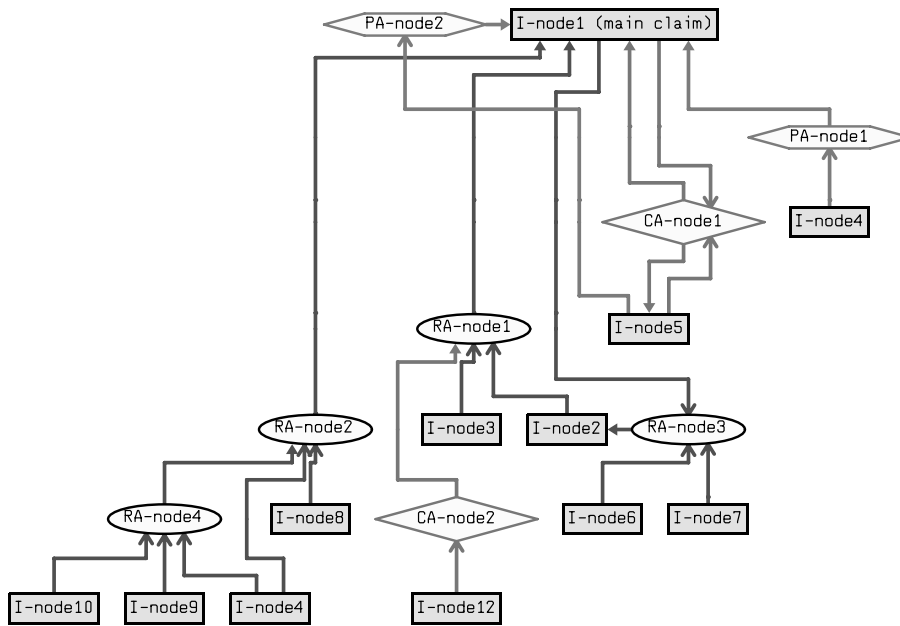 PA-node2
I-node1 (main claim)
PA-node1
CA-node1
I-node4
RA-node1
I-node5
I-node3
I-node2
RA-node3
RA-node2
RA-node4
I-node8
CA-node2
I-node6
I-node7
I-node10
I-node9
I-node4
I-node12